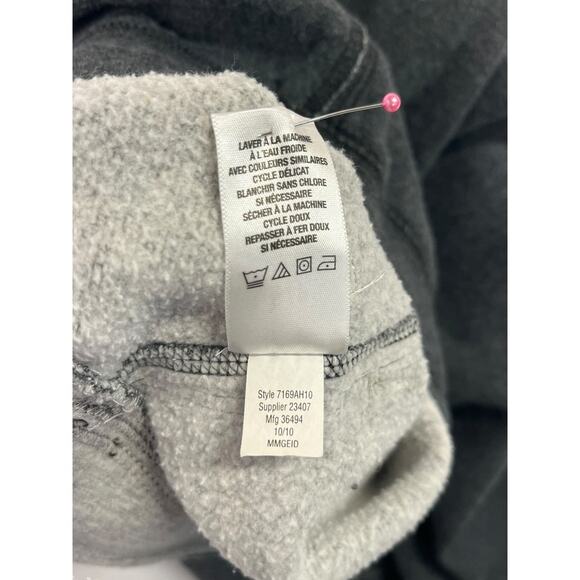 LAVER À LA MACHINE
À L'EAU FROIDE
AVEC COULEURS SIMILAIRES
CYCLE DÉLICAT
BLANCHIR SANS CHLORE
SI NÉCESSAIRE
SÉCHER À LA MACHINE
CYCLE DOUX
REPASSER À FER DOUX
SI NÉCESSAIRE
Style 7169AH10
Supplier 23407
Mfg 36494
10/10
MMGEID